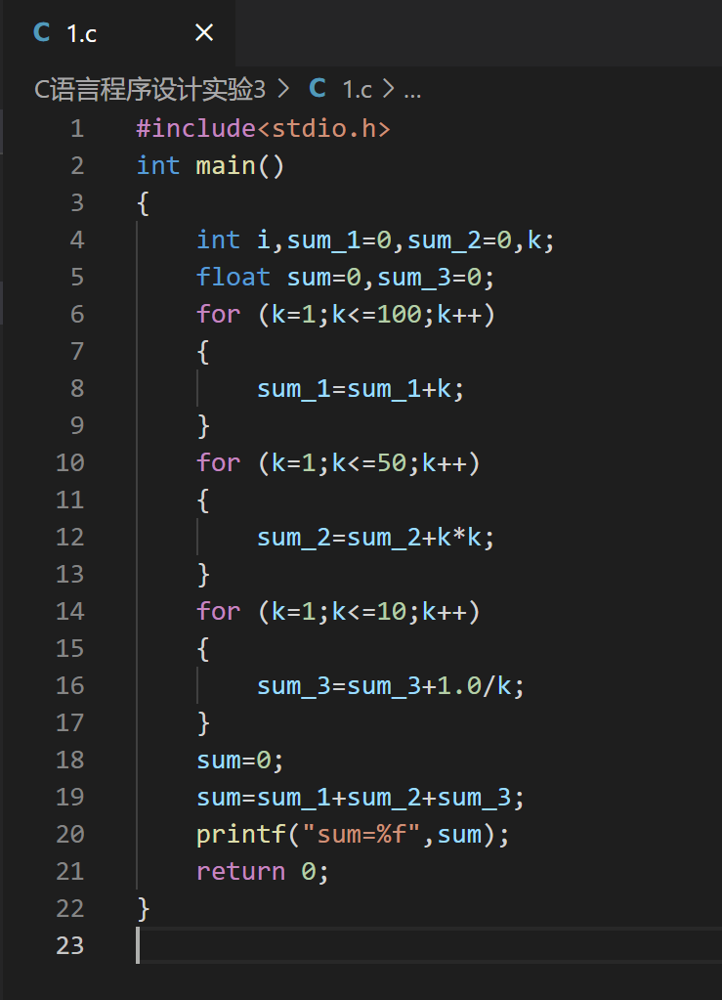 C 1.c ×
C语言程序设计实验3 > C 1.c > ...
1 #include<stdio.h>
2 int main()
3 {
4     int i,sum_1=0,sum_2=0,k;
5     float sum=0,sum_3=0;
6     for (k=1;k<=100;k++)
7     {
8         sum_1=sum_1+k;
9     }
10     for (k=1;k<=50;k++)
11     {
12         sum_2=sum_2+k*k;
13     }
14     for (k=1;k<=10;k++)
15     {
16         sum_3=sum_3+1.0/k;
17     }
18     sum=0;
19     sum=sum_1+sum_2+sum_3;
20     printf("sum=%f",sum);
21     return 0;
22 }
23